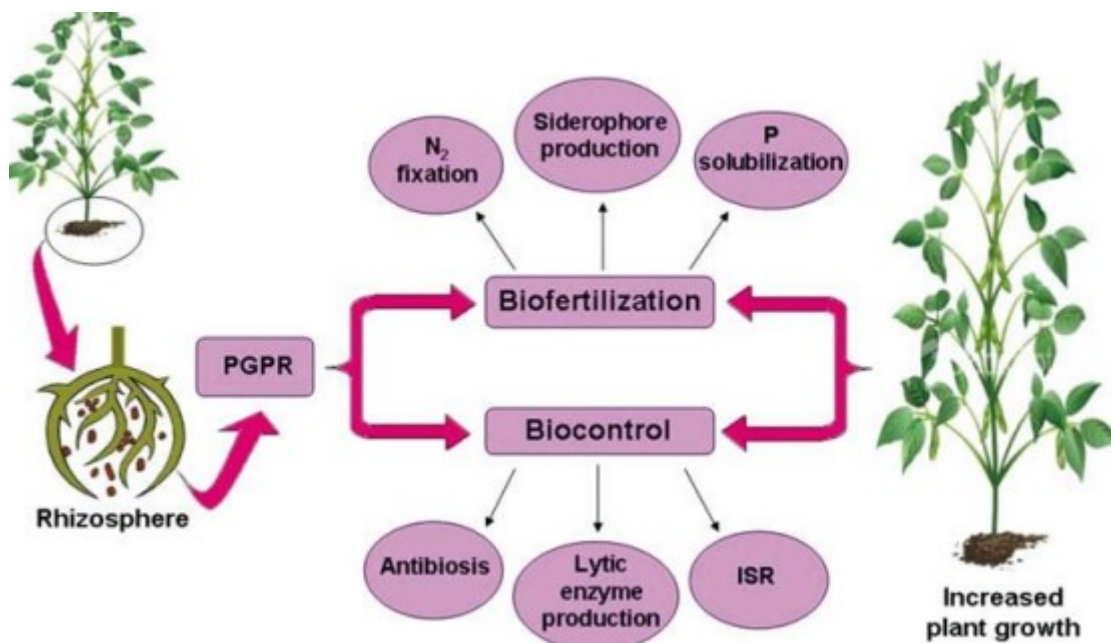 N₂
fixation
Siderophore
production
P
solubilization
Biofertilization
PGPR
Biocontrol
Rhizosphere
Antibiosis
Lytic
enzyme
production
ISR
Increased
plant growth